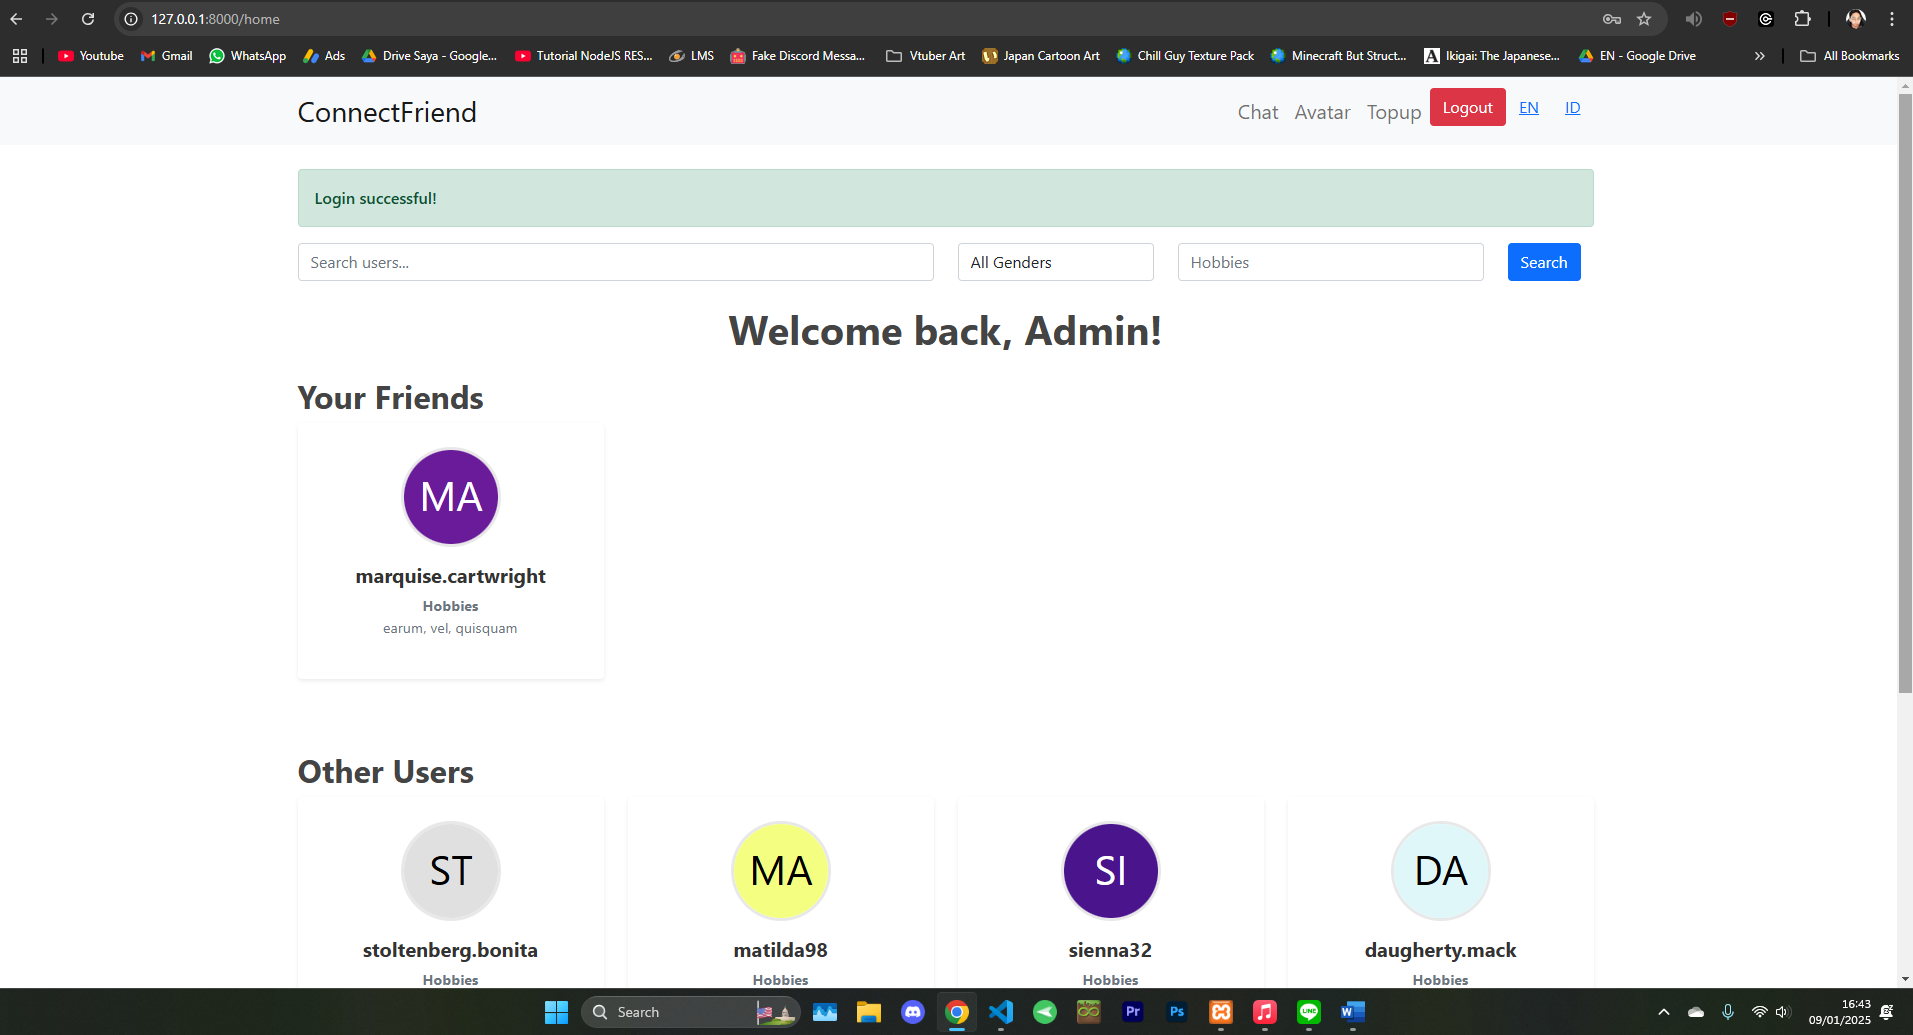 127.0.0.1:8000/home
Youtube Gmail WhatsApp Ads Drive Saya - Google... Tutorial NodeJS RES... LMS Fake Discord Messa... Vtuber Art Japan Cartoon Art Chill Guy Texture Pack Minecraft But Struct... Ikigai: The Japanese... EN - Google Drive » All Bookmarks
ConnectFriend Chat Avatar Topup Logout EN ID
Login successful!
Search users... All Genders Hobbies Search
Welcome back, Admin!
Your Friends
MA
marquise.cartwright
Hobbies
earum, vel, quisquam
Other Users
ST MA SI DA
stoltenberg.bonita matilda98 sienna32 daugherty.mack
Hobbies Hobbies Hobbies Hobbies
Search Pr Ps LINE W 16:43
09/01/2025